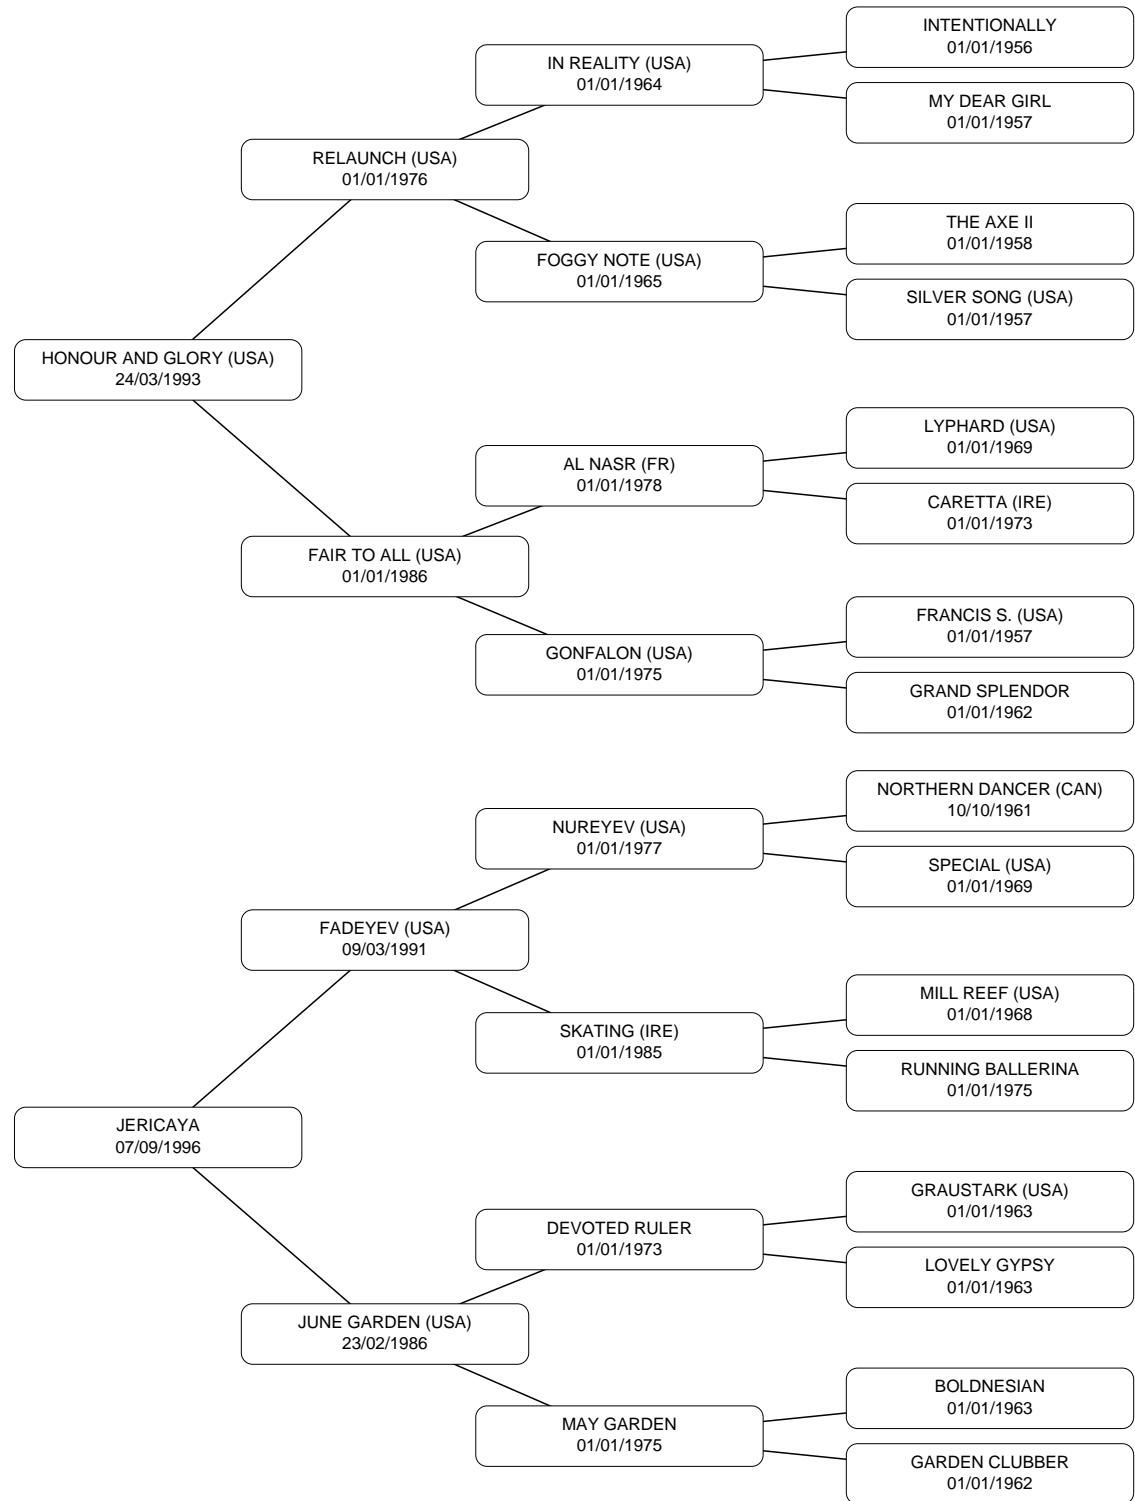 INTENTIONALLY
01/01/1956
IN REALITY (USA)
01/01/1964
MY DEAR GIRL
01/01/1957
RELAUNCH (USA)
01/01/1976
THE AXE II
01/01/1958
FOGGY NOTE (USA)
01/01/1965
SILVER SONG (USA)
01/01/1957
HONOUR AND GLORY (USA)
24/03/1993
LYPHARD (USA)
01/01/1969
AL NASR (FR)
01/01/1978
CARETTA (IRE)
01/01/1973
FAIR TO ALL (USA)
01/01/1986
FRANCIS S. (USA)
01/01/1957
GONFALON (USA)
01/01/1975
GRAND SPLENDOR
01/01/1962
NORTHERN DANCER (CAN)
10/10/1961
NUREYEV (USA)
01/01/1977
SPECIAL (USA)
01/01/1969
FADEYEV (USA)
09/03/1991
MILL REEF (USA)
01/01/1968
SKATING (IRE)
01/01/1985
RUNNING BALLERINA
01/01/1975
JERICAYA
07/09/1996
GRAUSTARK (USA)
01/01/1963
DEVOTED RULER
01/01/1973
LOVELY GYPSY
01/01/1963
JUNE GARDEN (USA)
23/02/1986
BOLDNESIAN
01/01/1963
MAY GARDEN
01/01/1975
GARDEN CLUBBER
01/01/1962